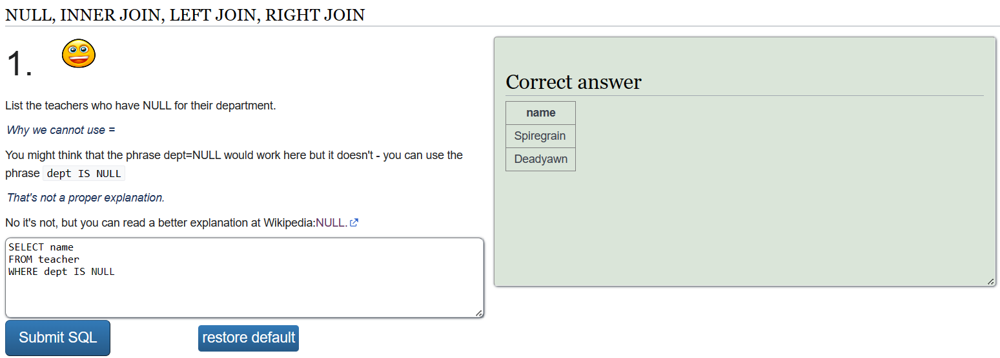 NULL, INNER JOIN, LEFT JOIN, RIGHT JOIN
1.
List the teachers who have NULL for their department.
Why we cannot use =
You might think that the phrase dept=NULL would work here but it doesn't - you can use the
phrase dept IS NULL
That's not a proper explanation.
No it's not, but you can read a better explanation at Wikipedia:NULL.
SELECT name
FROM teacher
WHERE dept IS NULL
Submit SQL
restore default
Correct answer
name
Spiregrain
Deadyawn